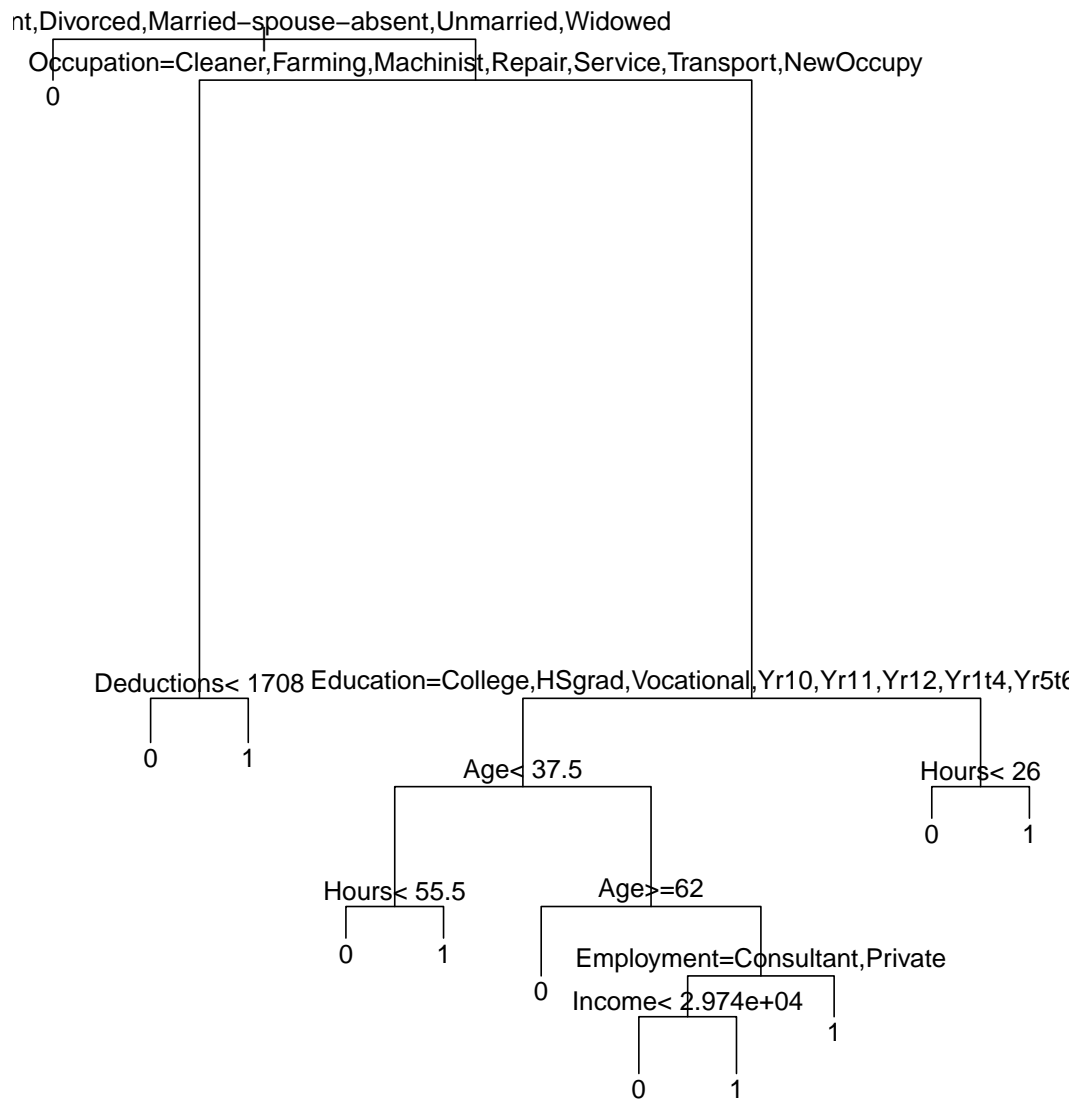 nt,Divorced,Married−spouse−absent,Unmarried,Widowed
Occupation=Cleaner,Farming,Machinist,Repair,Service,Transport,NewOccupy
0
Deductions< 1708
Education=College,HSgrad,Vocational,Yr10,Yr11,Yr12,Yr1t4,Yr5t6
0
1
Age< 37.5
Hours< 26
0
1
Hours< 55.5
Age>=62
0
1
Employment=Consultant,Private
0
Income< 2.974e+04
1
0
1